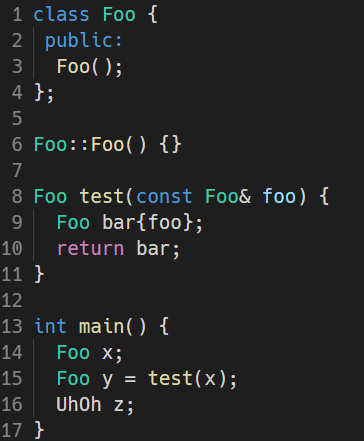 1 class Foo {
2  public:
3   Foo();
4 };
5
6 Foo::Foo() {}
7
8 Foo test(const Foo& foo) {
9   Foo bar{foo};
10   return bar;
11 }
12
13 int main() {
14   Foo x;
15   Foo y = test(x);
16   UhOh z;
17 }